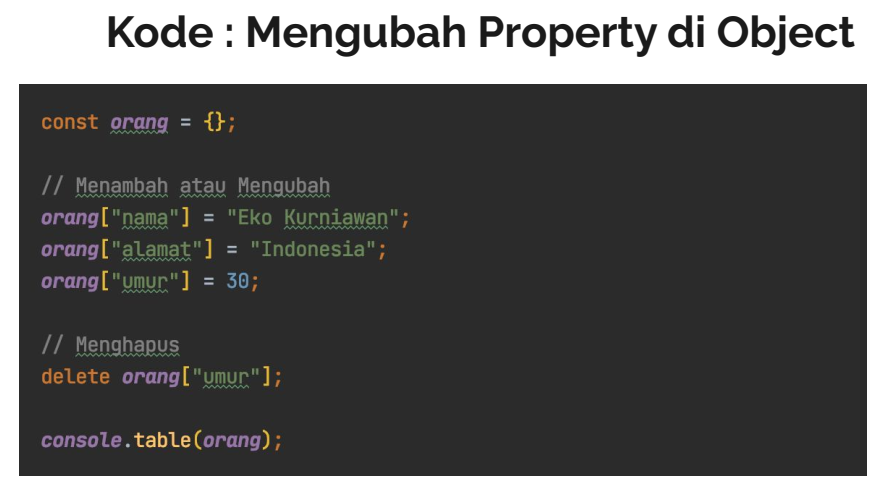 Kode : Mengubah Property di Object
const orang = {};
// Menambah atau Mengubah
orang["nama"] = "Eko Kurniawan";
orang["alamat"] = "Indonesia";
orang["umur"] = 30;
// Menghapus
delete orang["umur"];
console.table(orang);